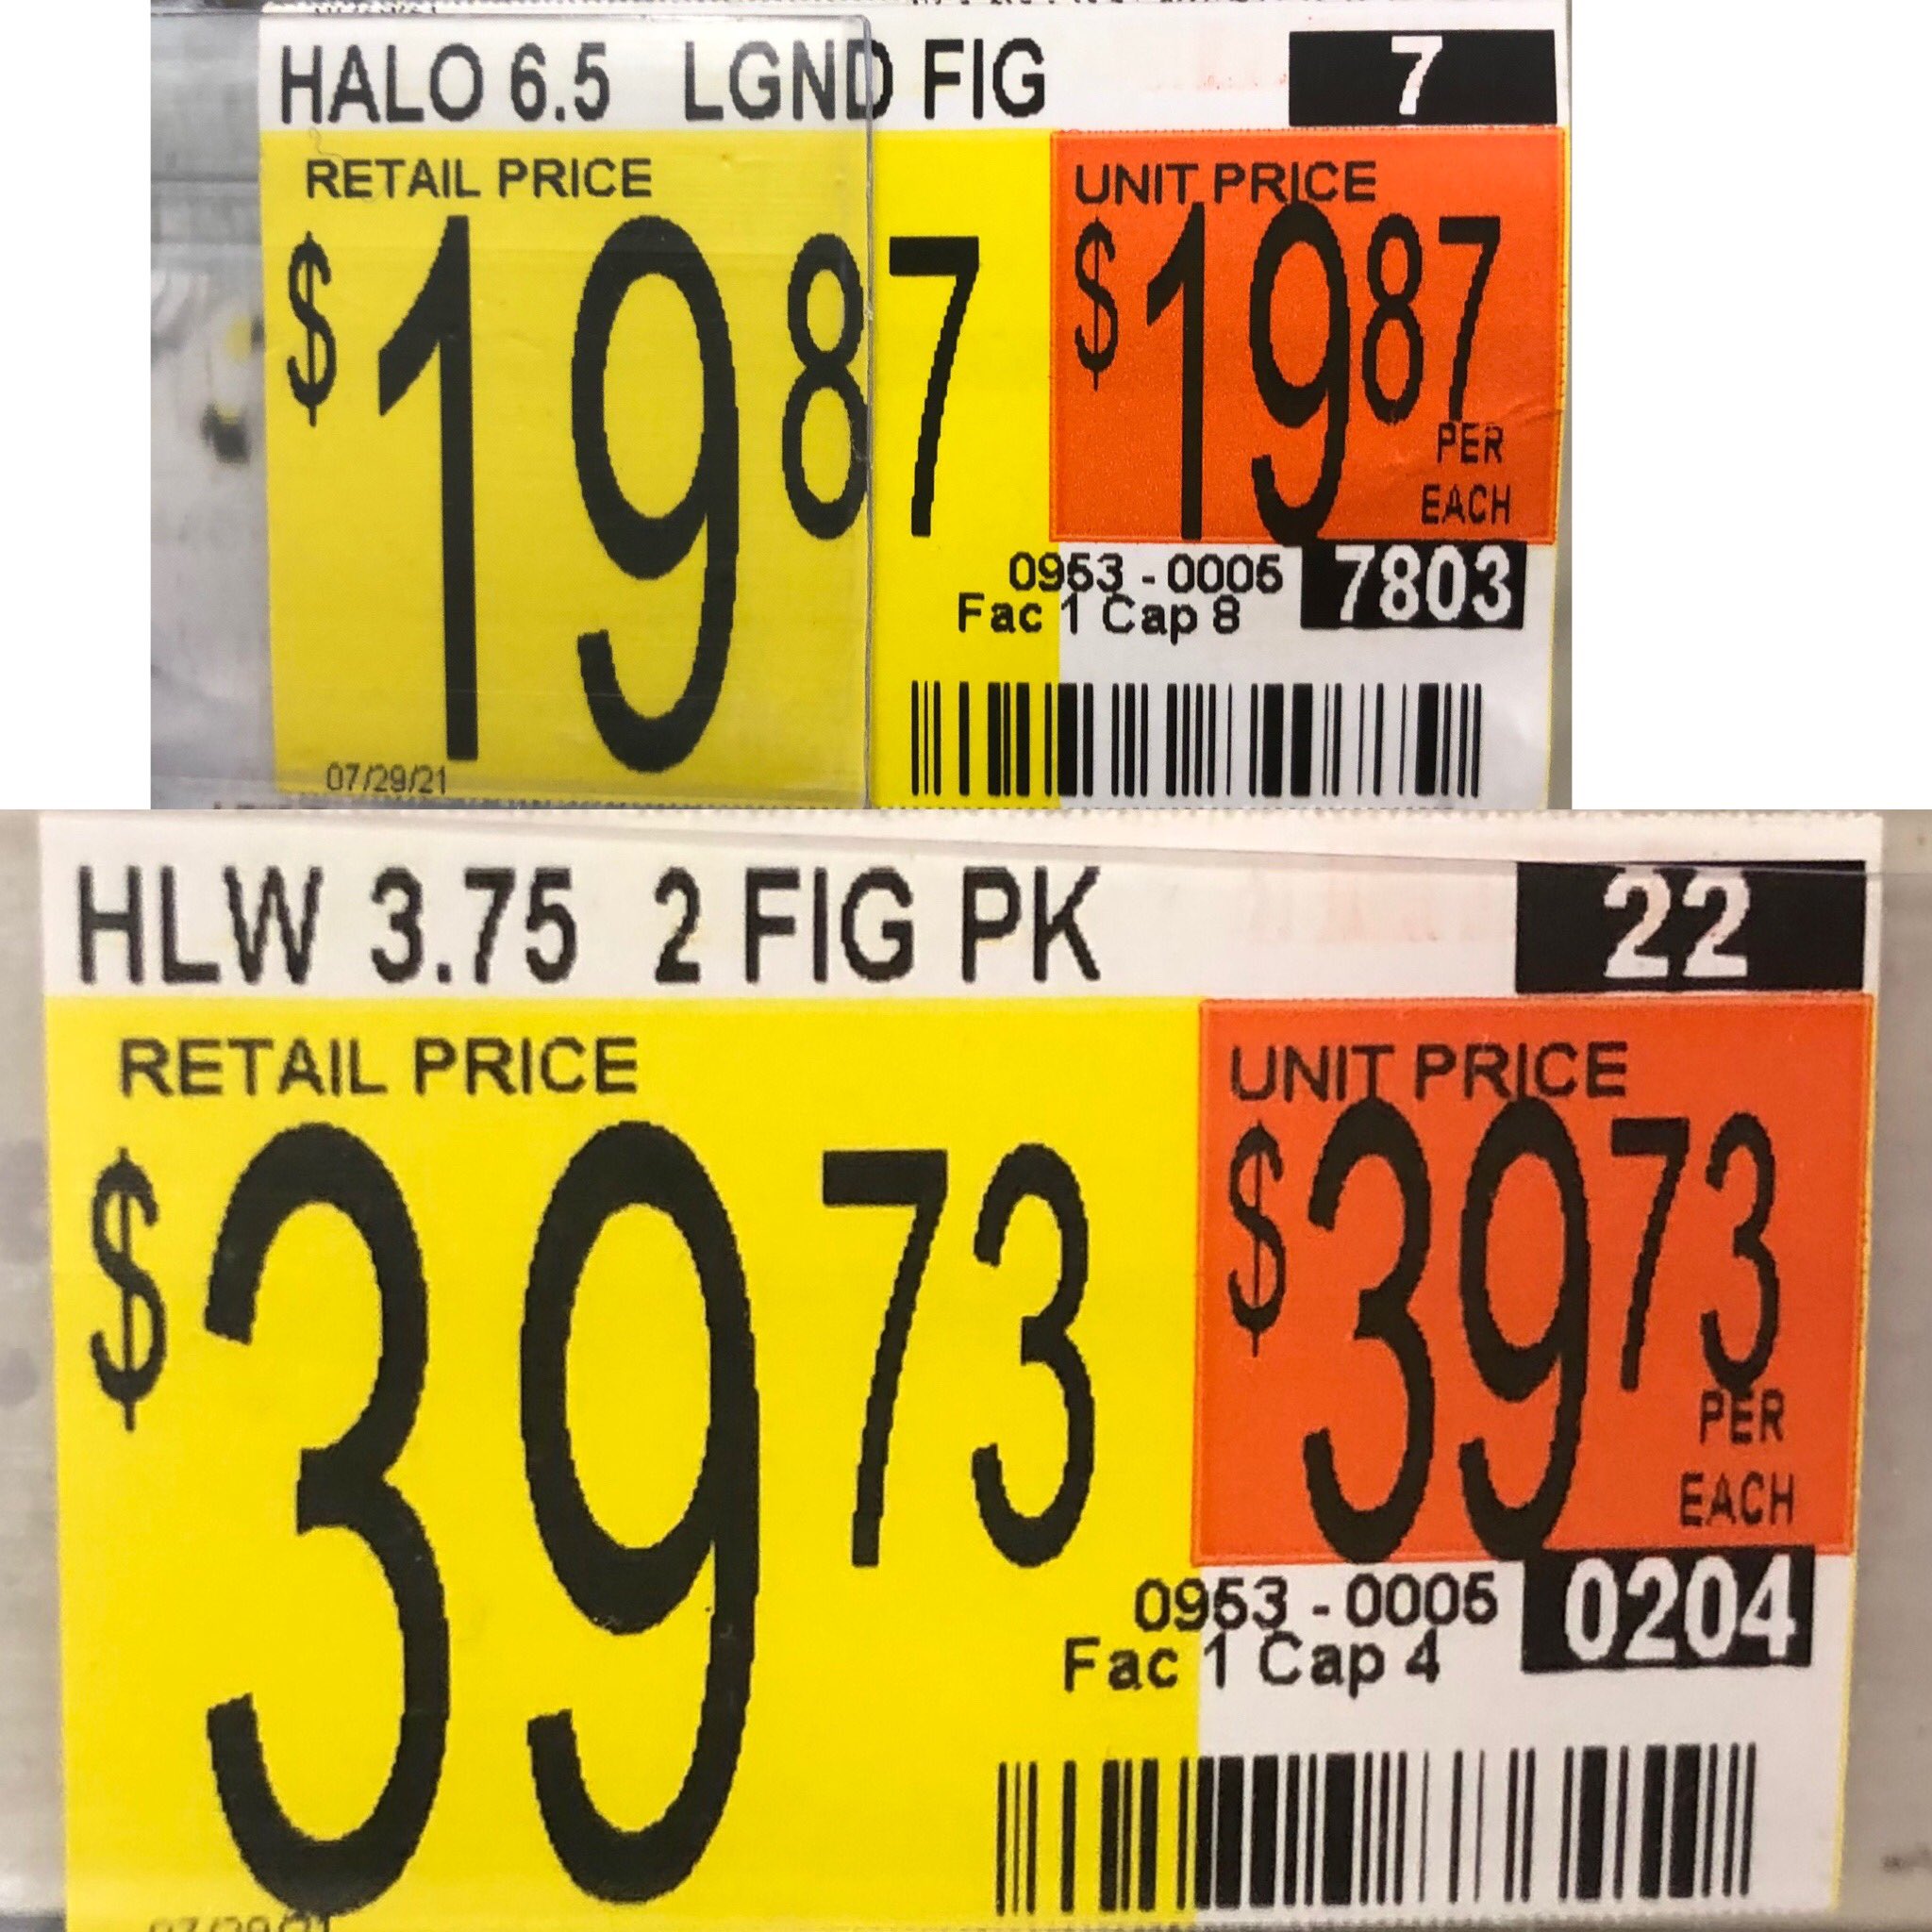 HALO 6.5 LGND FIG 7
RETAIL PRICE
$19 87
UNIT PRICE
$19 87
PER
EACH
0953 - 0005 7803
Fac 1 Cap 8
07/29/21
HLW 3.75 2 FIG PK 22
RETAIL PRICE
$39 73
UNIT PRICE
$39 73
PER
EACH
0953 - 0005 0204
Fac 1 Cap 4